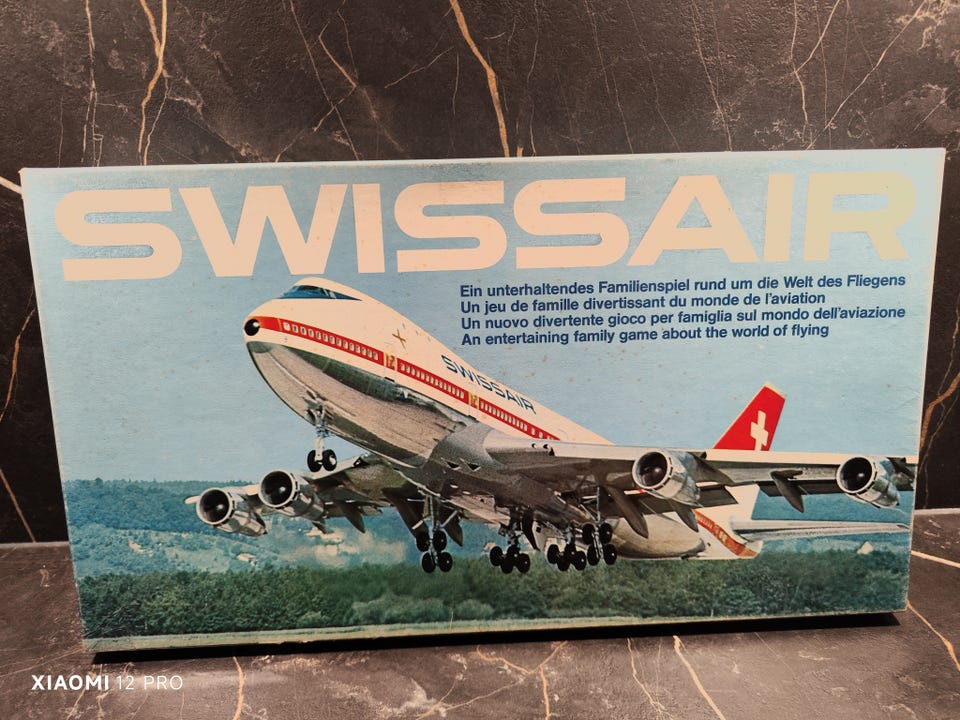 SWISSAIR
Ein unterhaltendes Familienspiel rund um die Welt des Fliegens
Un jeu de famille divertissant du monde de l'aviation
Un nuovo divertente gioco per famiglia sul mondo dell'aviazione
An entertaining family game about the world of flying
SWISSAIR
XIAOMI 12 PRO